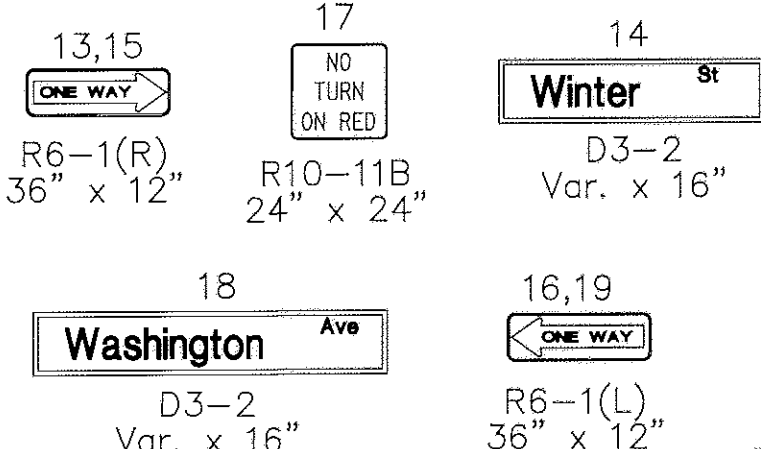 13,15
ONE WAY
R6-1(R)
36" x 12"
17
NO
TURN
ON RED
R10-11B
24" x 24"
14
Winter St
D3-2
Var. x 16"
18
Washington Ave
D3-2
Var. x 16"
16,19
ONE WAY
R6-1(L)
36" x 12"